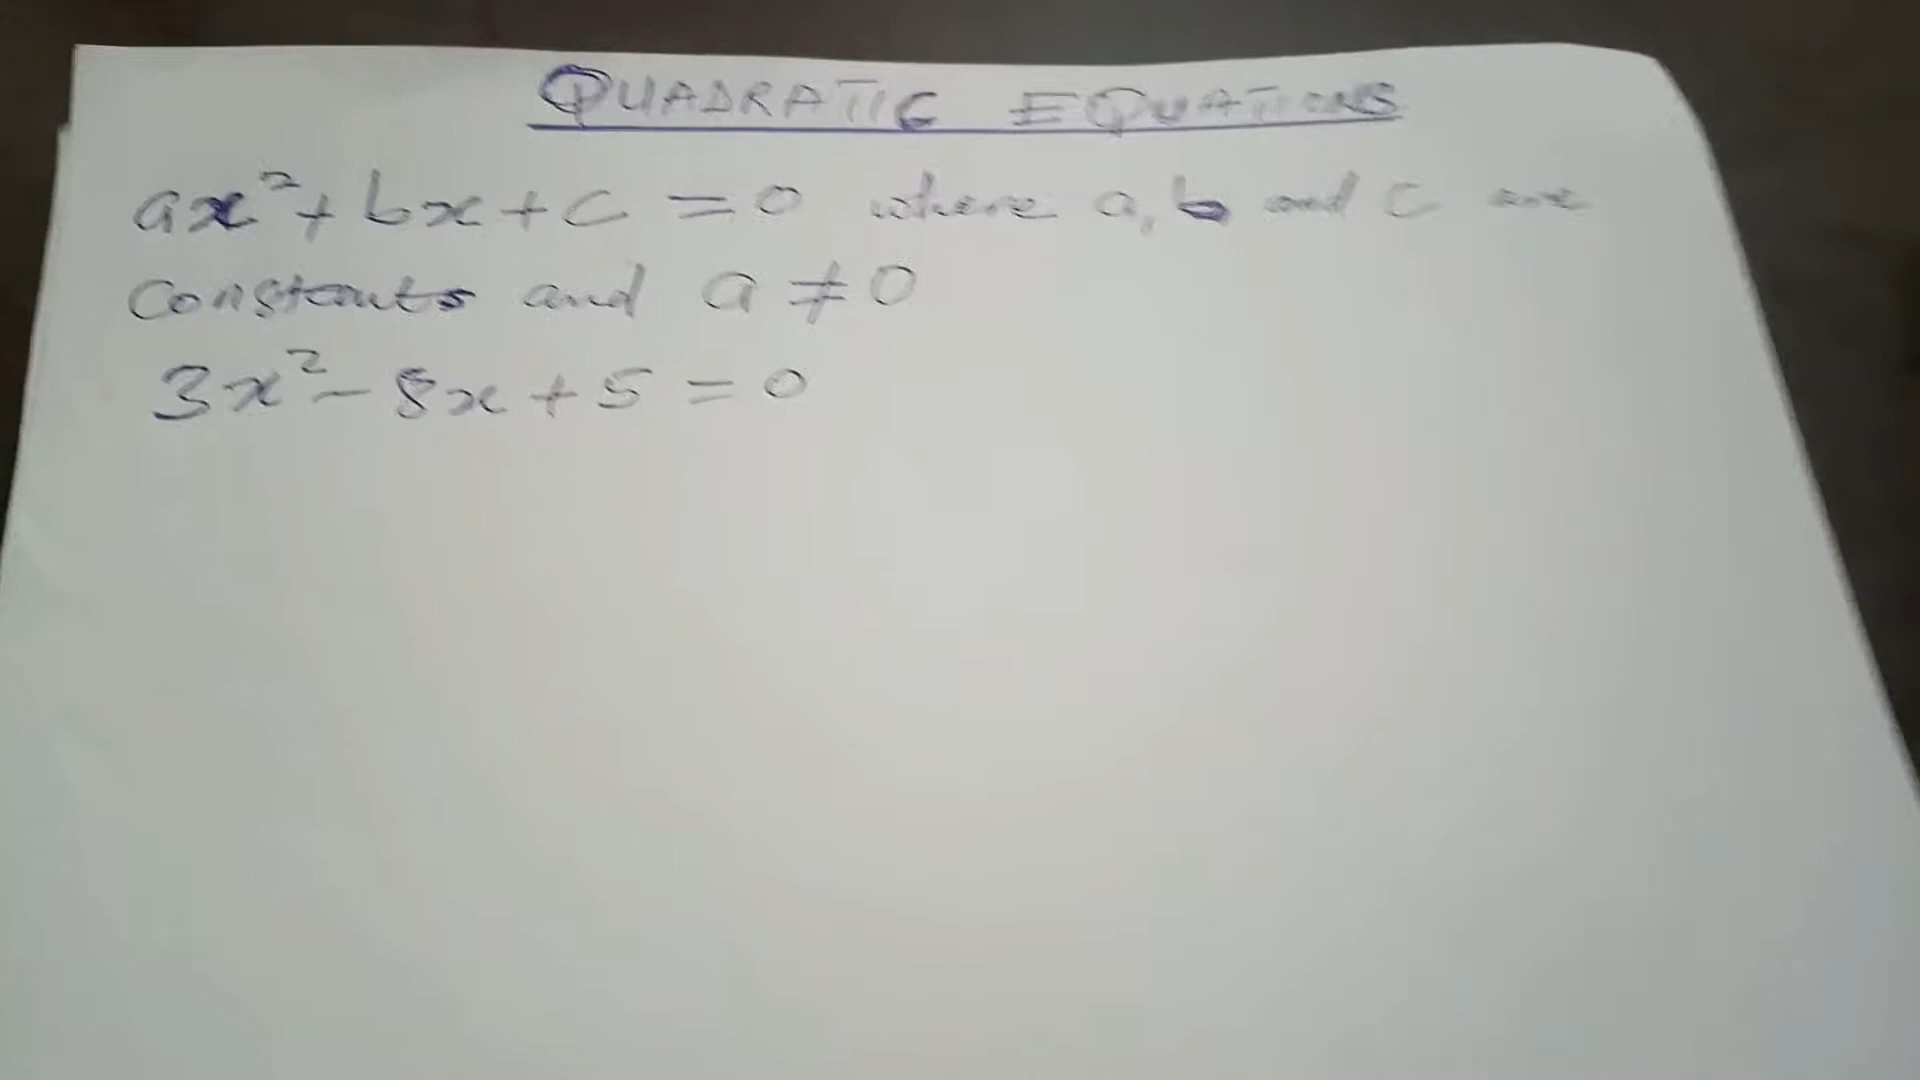 QUADRATIC EQUATIONS
ax² + bx + c = 0 where a, b and c are
constants and a ≠ 0
3x² - 8x + 5 = 0